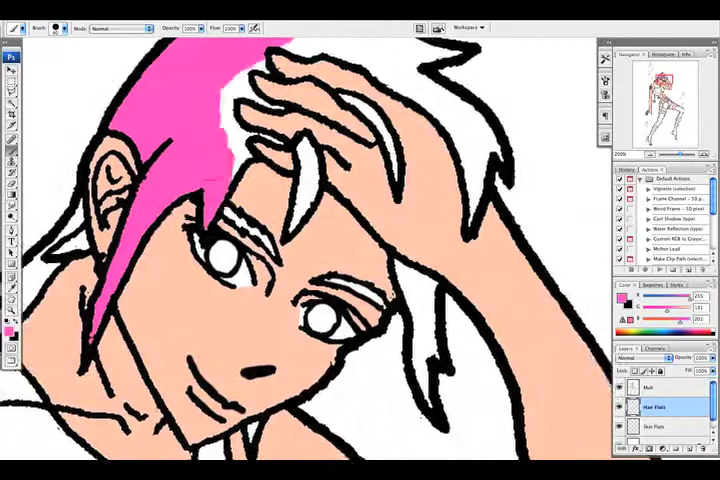 Brush: Mode: Normal Opacity: 100% Flow: 100% Workspace
Ps
Navigator Histogram Info
200%
History Actions
Default Actions
Vignette (selection)
Frame Channel - 50 p
Wood Frame - 50 pixel
Cast Shadow (type)
Water Reflection (type)
Custom RGB to Graysc
Molten Lead
Make Clip Path (selec
Color Swatches Styles
R 255
G 131
B 201
Layers Channels
Normal Opacity: 100%
Lock: Fill: 100%
Hair Flats
Skin Flats